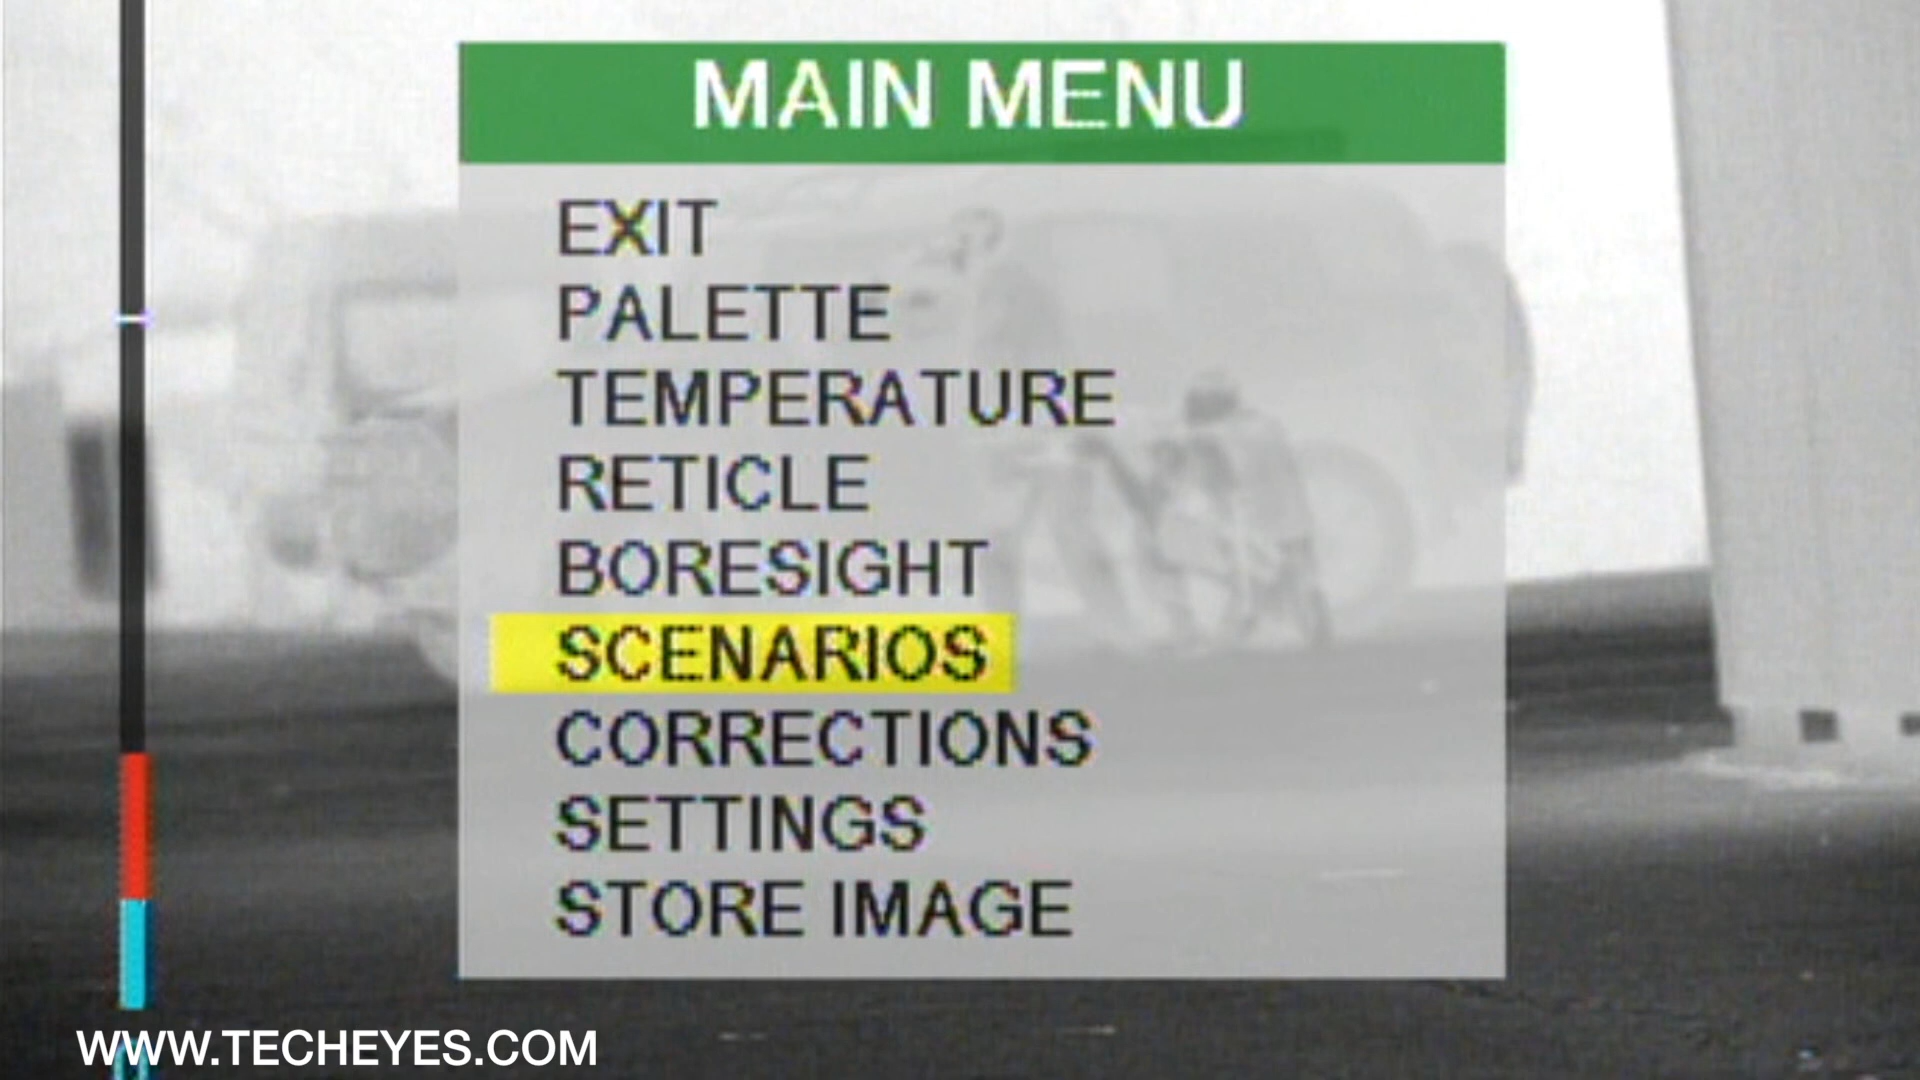 MAIN MENU
EXIT
PALETTE
TEMPERATURE
RETICLE
BORESIGHT
SCENARIOS
CORRECTIONS
SETTINGS
STORE IMAGE
WWW.TECHEYES.COM